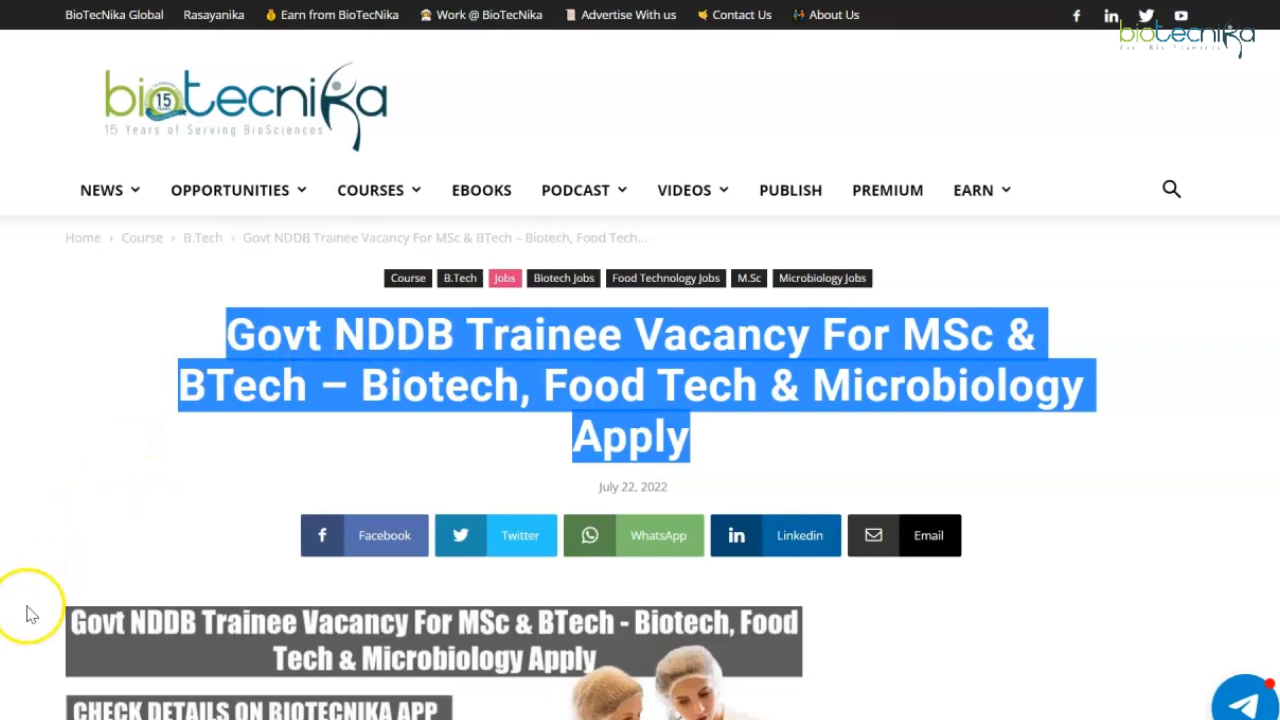 BioTecNika Global Rasayanika Earn from BioTecNika Work @ BioTecNika Advertise With us Contact Us About Us
biotecnika
biotecnika
15
15 Years of Serving BioSciences
NEWS OPPORTUNITIES COURSES EBOOKS PODCAST VIDEOS PUBLISH PREMIUM EARN
Home › Course › B.Tech › Govt NDDB Trainee Vacancy For MSc & BTech – Biotech, Food Tech...
Course B.Tech Jobs Biotech Jobs Food Technology Jobs M.Sc Microbiology Jobs
Govt NDDB Trainee Vacancy For MSc &
BTech – Biotech, Food Tech & Microbiology
Apply
July 22, 2022
Facebook Twitter WhatsApp Linkedin Email
Govt NDDB Trainee Vacancy For MSc & BTech - Biotech, Food
Tech & Microbiology Apply
CHECK DETAILS ON BIOTECNIKA APP